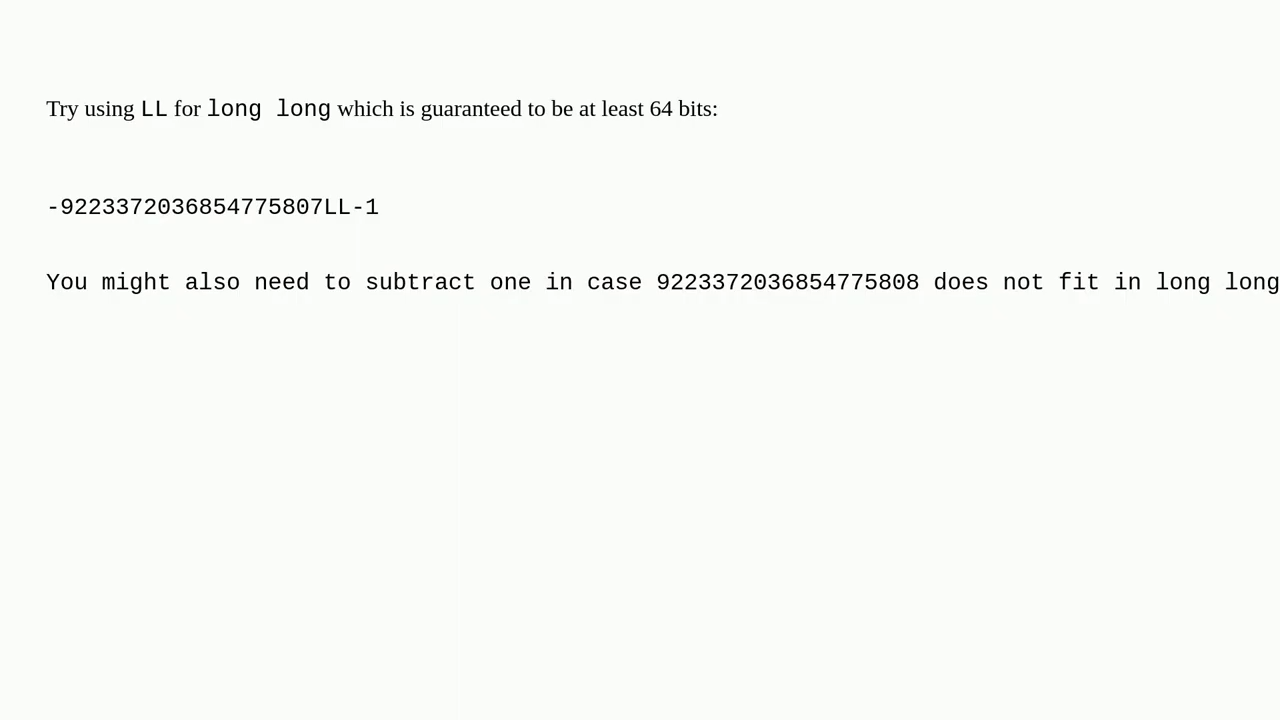 Try using LL for long long which is guaranteed to be at least 64 bits:
-9223372036854775807LL-1
You might also need to subtract one in case 9223372036854775808 does not fit in long long